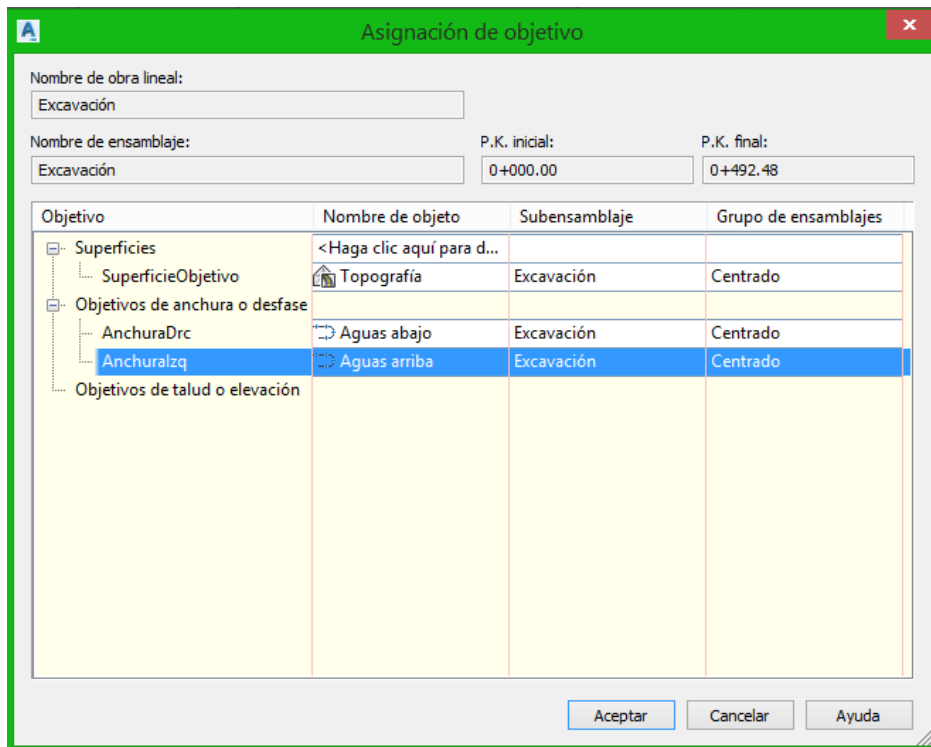 Asignación de objetivo
Nombre de obra lineal:
Excavación
Nombre de ensamblaje: P.K. inicial: P.K. final:
Excavación 0+000.00 0+492.48
Objetivo Nombre de objeto Subensamblaje Grupo de ensamblajes
Superficies <Haga clic aquí para d...
SuperficieObjetivo Topografía Excavación Centrado
Objetivos de anchura o desfase
AnchuraDrc Aguas abajo Excavación Centrado
AnchuraIzq Aguas arriba Excavación Centrado
Objetivos de talud o elevación
Aceptar Cancelar Ayuda